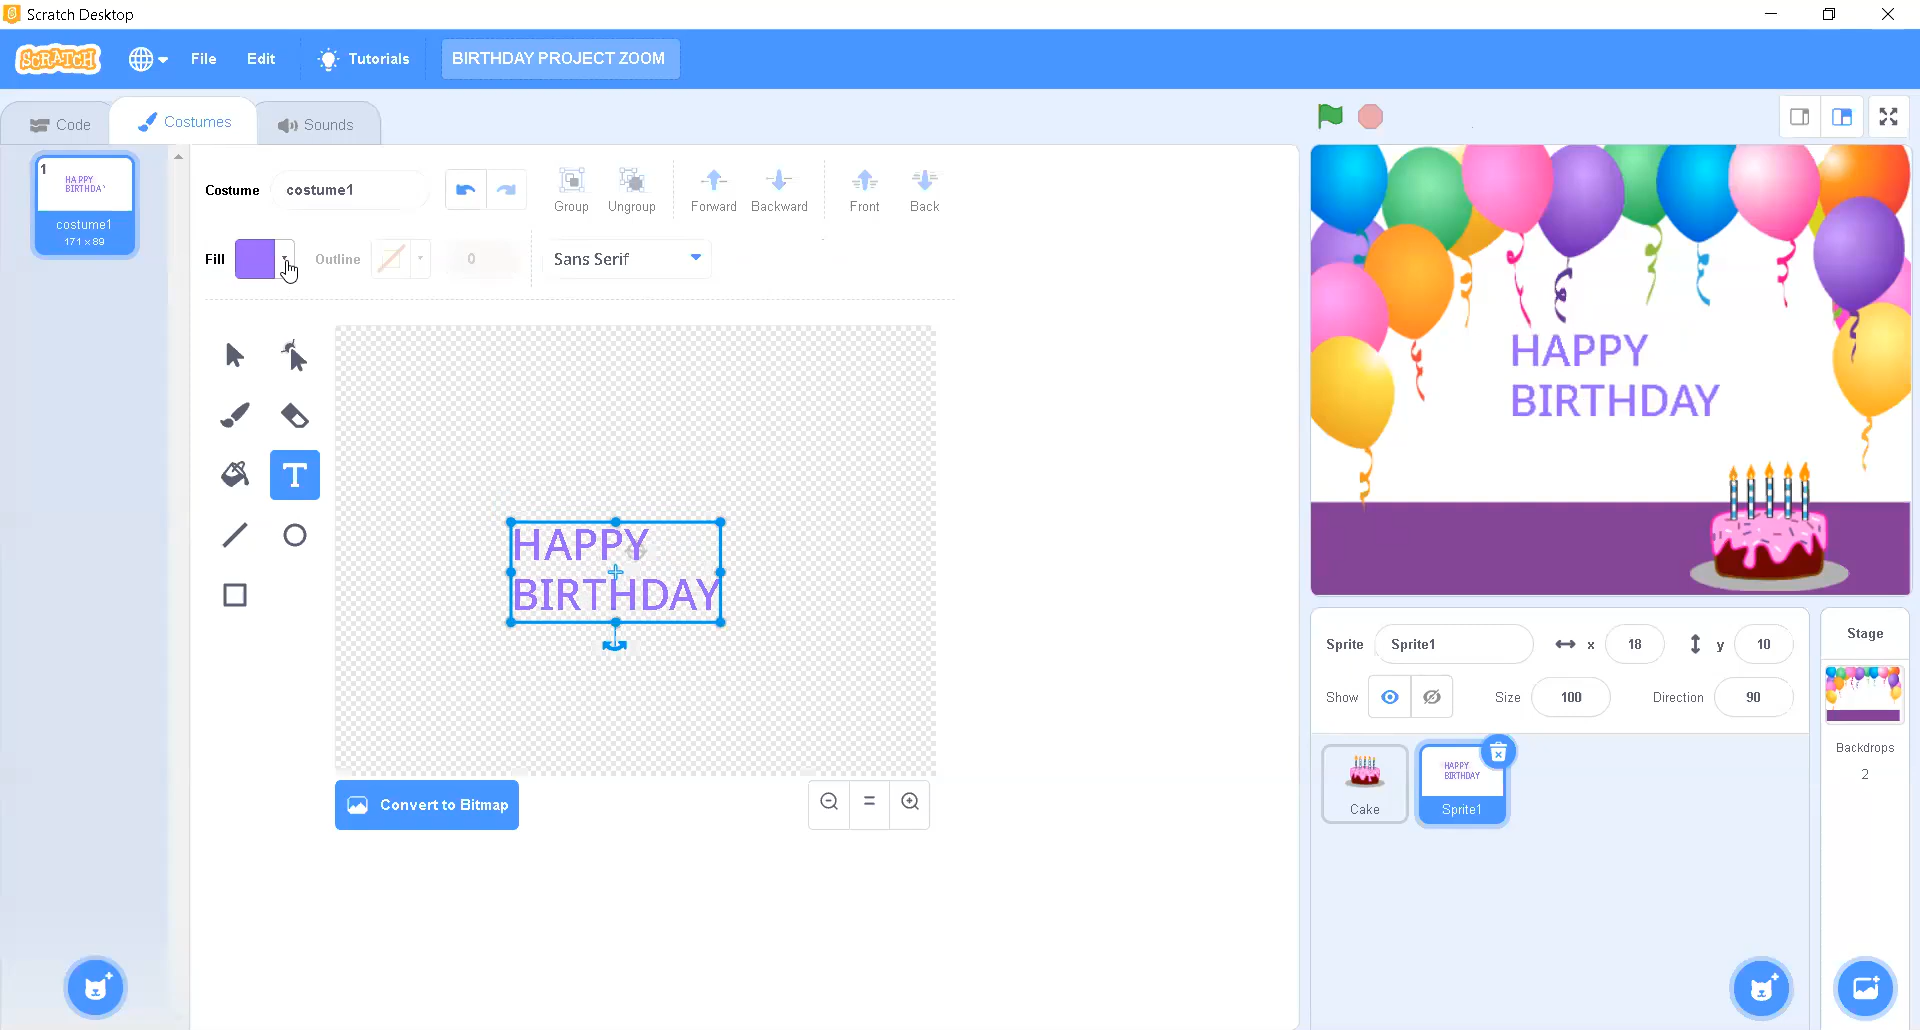 Scratch Desktop
SCRATCH
File
Edit
Tutorials
BIRTHDAY PROJECT ZOOM
Code
Costumes
Sounds
1
HAPPY
BIRTHDAY
costume1
171 × 89
Costume
costume1
Group
Ungroup
Forward
Backward
Front
Back
Fill
Outline
0
Sans Serif
T
HAPPY
BIRTHDAY
Convert to Bitmap
HAPPY
BIRTHDAY
Sprite
Sprite1
x
18
y
10
Show
Size
100
Direction
90
Cake
HAPPY
BIRTHDAY
Sprite1
Stage
Backdrops
2